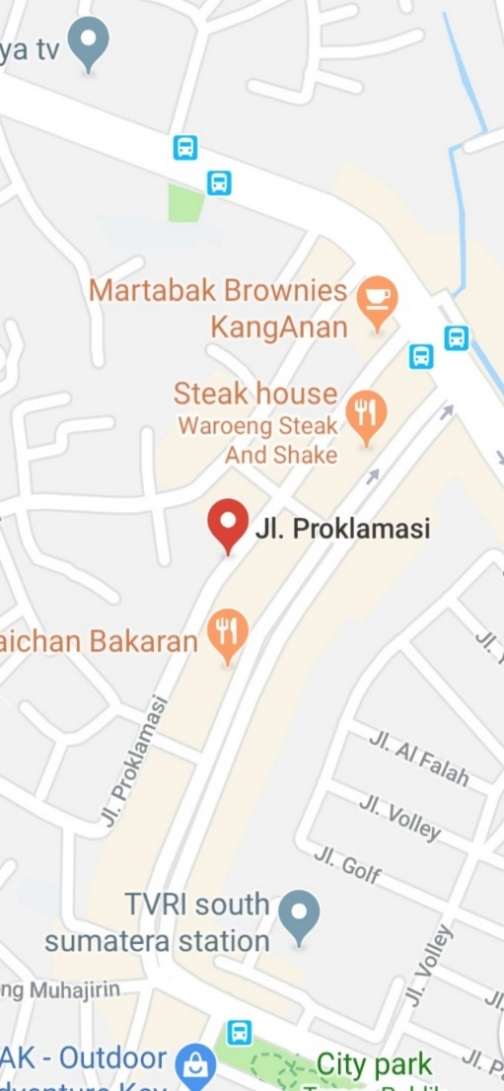 ya tv
Martabak Brownies
KangAnan
Steak house
Waroeng Steak
And Shake
Jl. Proklamasi
aichan Bakaran
Jl. Proklamasi
Jl. Al Falah
Jl. Volley
Jl. Golf
TVRI south
sumatera station
Jl. Volley
ng Muhajirin
AK - Outdoor
City park